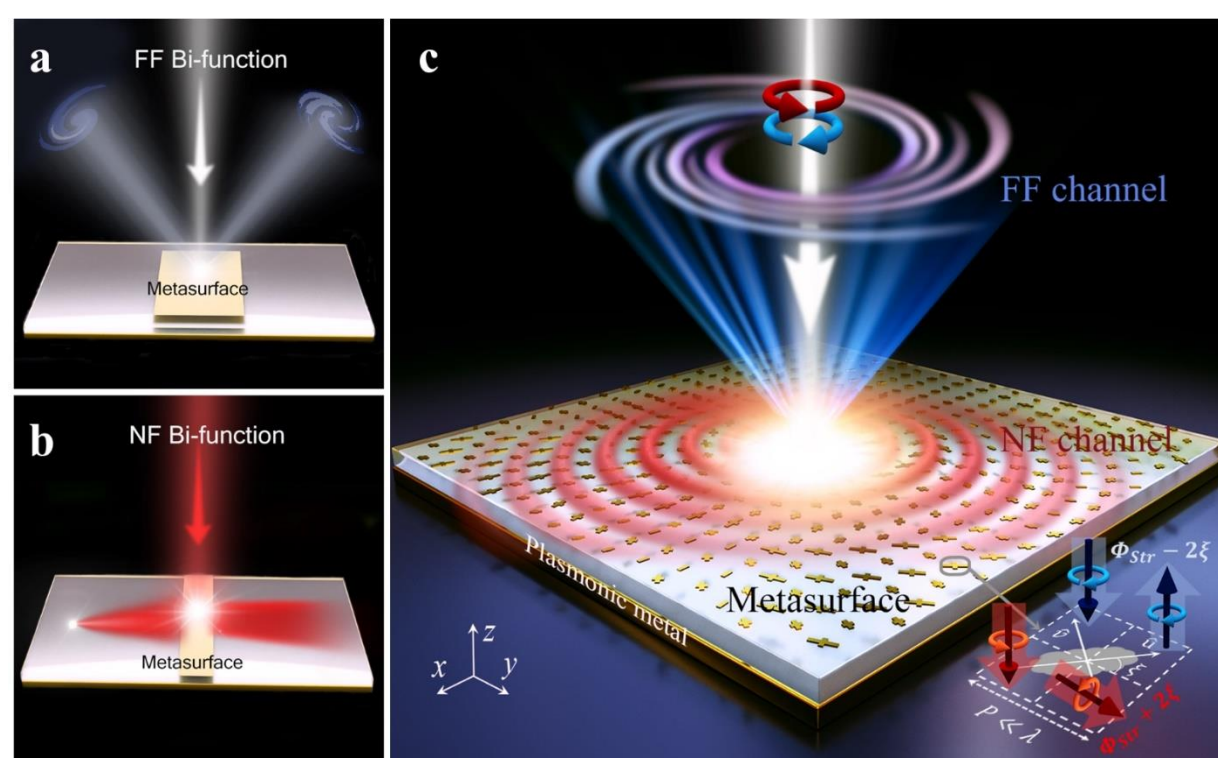 a
FF Bi-function
Metasurface
b
NF Bi-function
Metasurface
c
FF channel
NF channel
Plasmonic metal
Metasurface
z
x
y
Φ_Str − 2ξ
ξ
P ≪ λ
Φ_Str + 2ξ